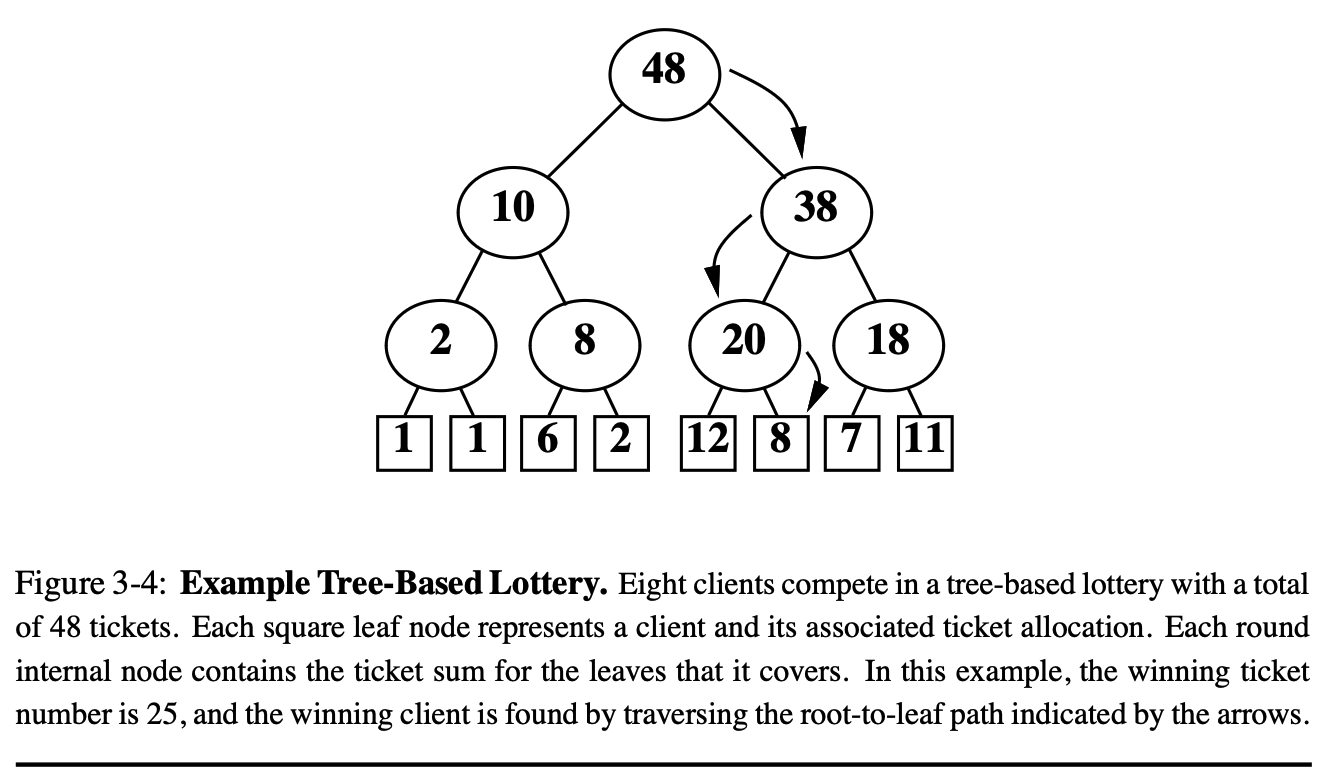 48
10 38
2 8 20 18
1 1 6 2 12 8 7 11
Figure 3-4: Example Tree-Based Lottery. Eight clients compete in a tree-based lottery with a total
of 48 tickets. Each square leaf node represents a client and its associated ticket allocation. Each round
internal node contains the ticket sum for the leaves that it covers. In this example, the winning ticket
number is 25, and the winning client is found by traversing the root-to-leaf path indicated by the arrows.